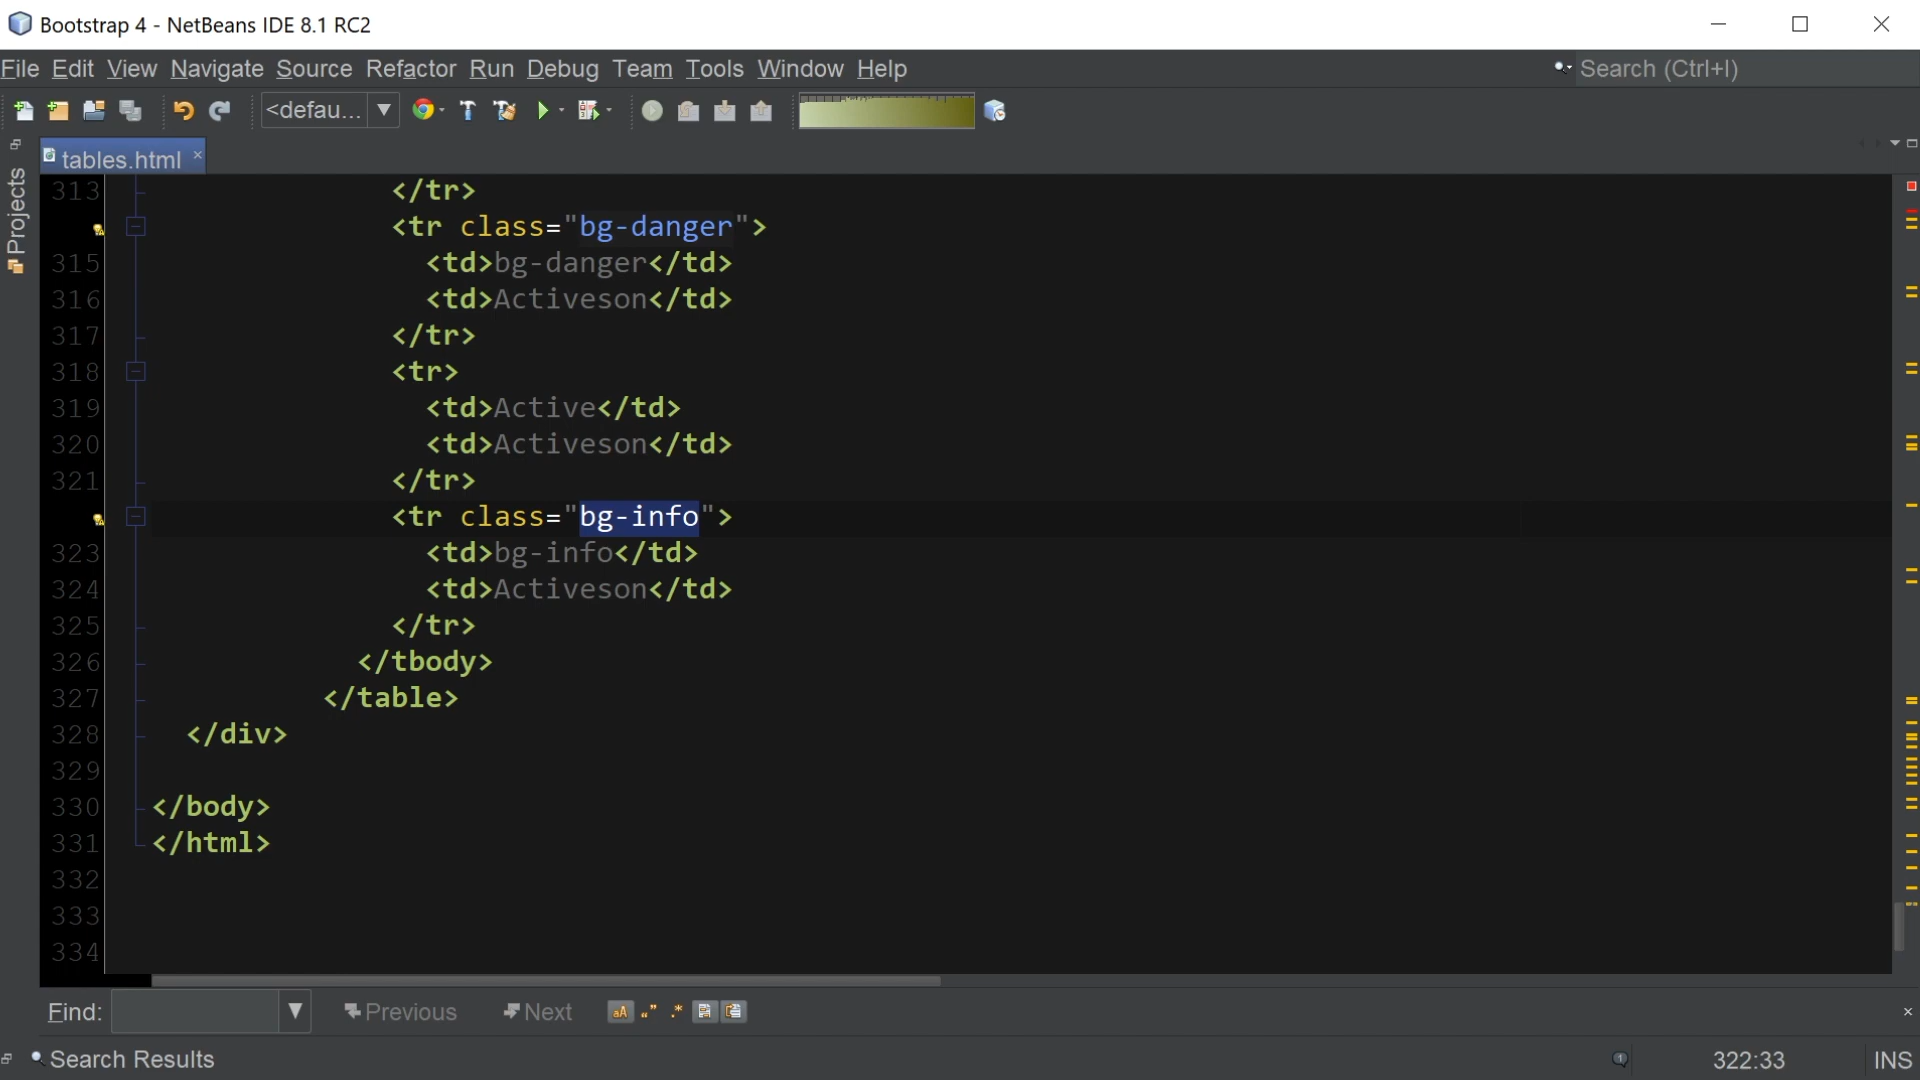 Bootstrap 4 - NetBeans IDE 8.1 RC2
File Edit View Navigate Source Refactor Run Debug Team Tools Window Help
Search (Ctrl+I)
<defau...
tables.html
Projects
313 </tr>
<tr class="bg-danger">
315 <td>bg-danger</td>
316 <td>Activeson</td>
317 </tr>
318 <tr>
319 <td>Active</td>
320 <td>Activeson</td>
321 </tr>
<tr class="bg-info">
323 <td>bg-info</td>
324 <td>Activeson</td>
325 </tr>
326 </tbody>
327 </table>
328 </div>
329
330 </body>
331 </html>
332
333
334
Find: Previous Next aA
Search Results 1 322:33 INS